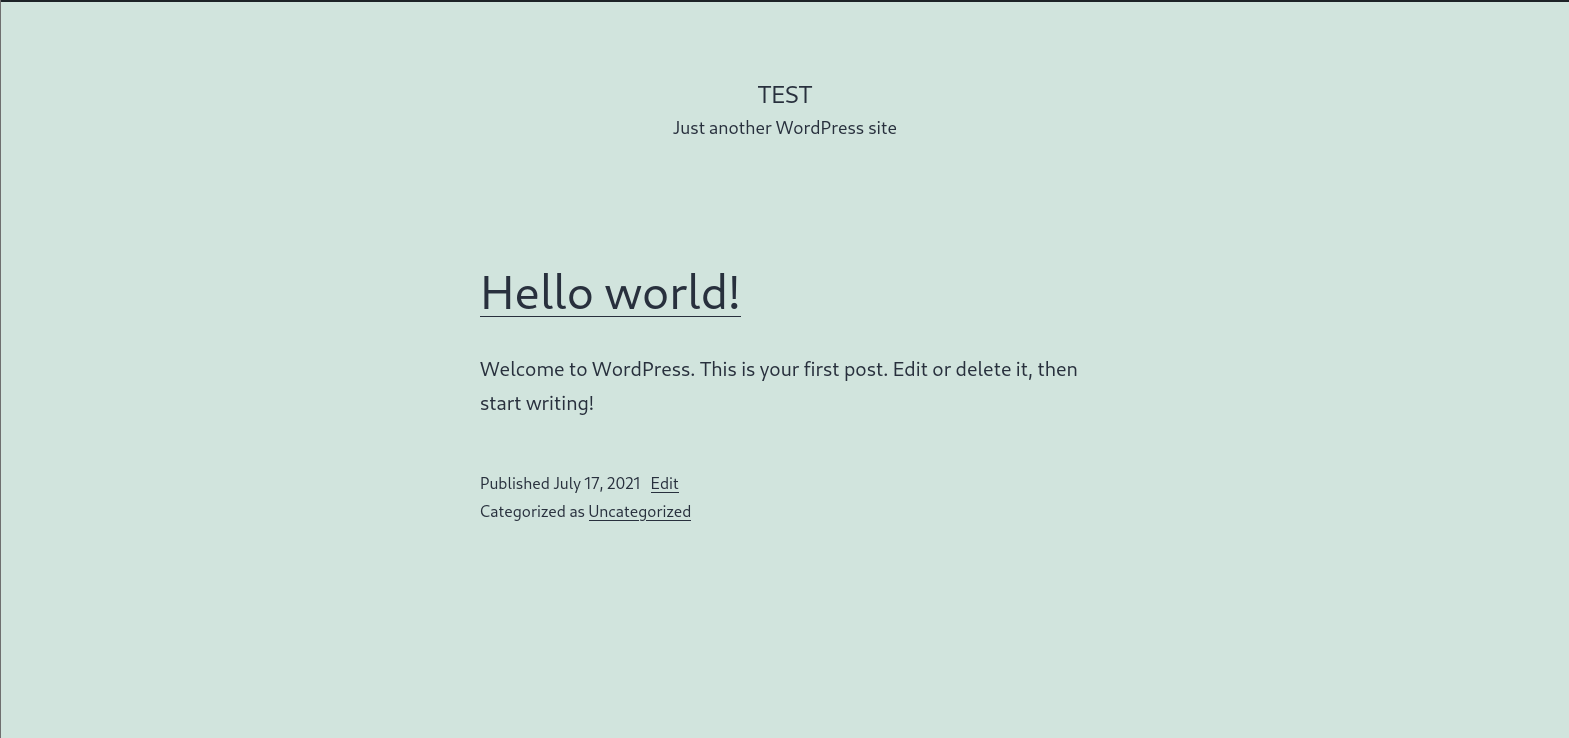 TEST
Just another WordPress site
Hello world!
Welcome to WordPress. This is your first post. Edit or delete it, then
start writing!
Published July 17, 2021 Edit
Categorized as Uncategorized